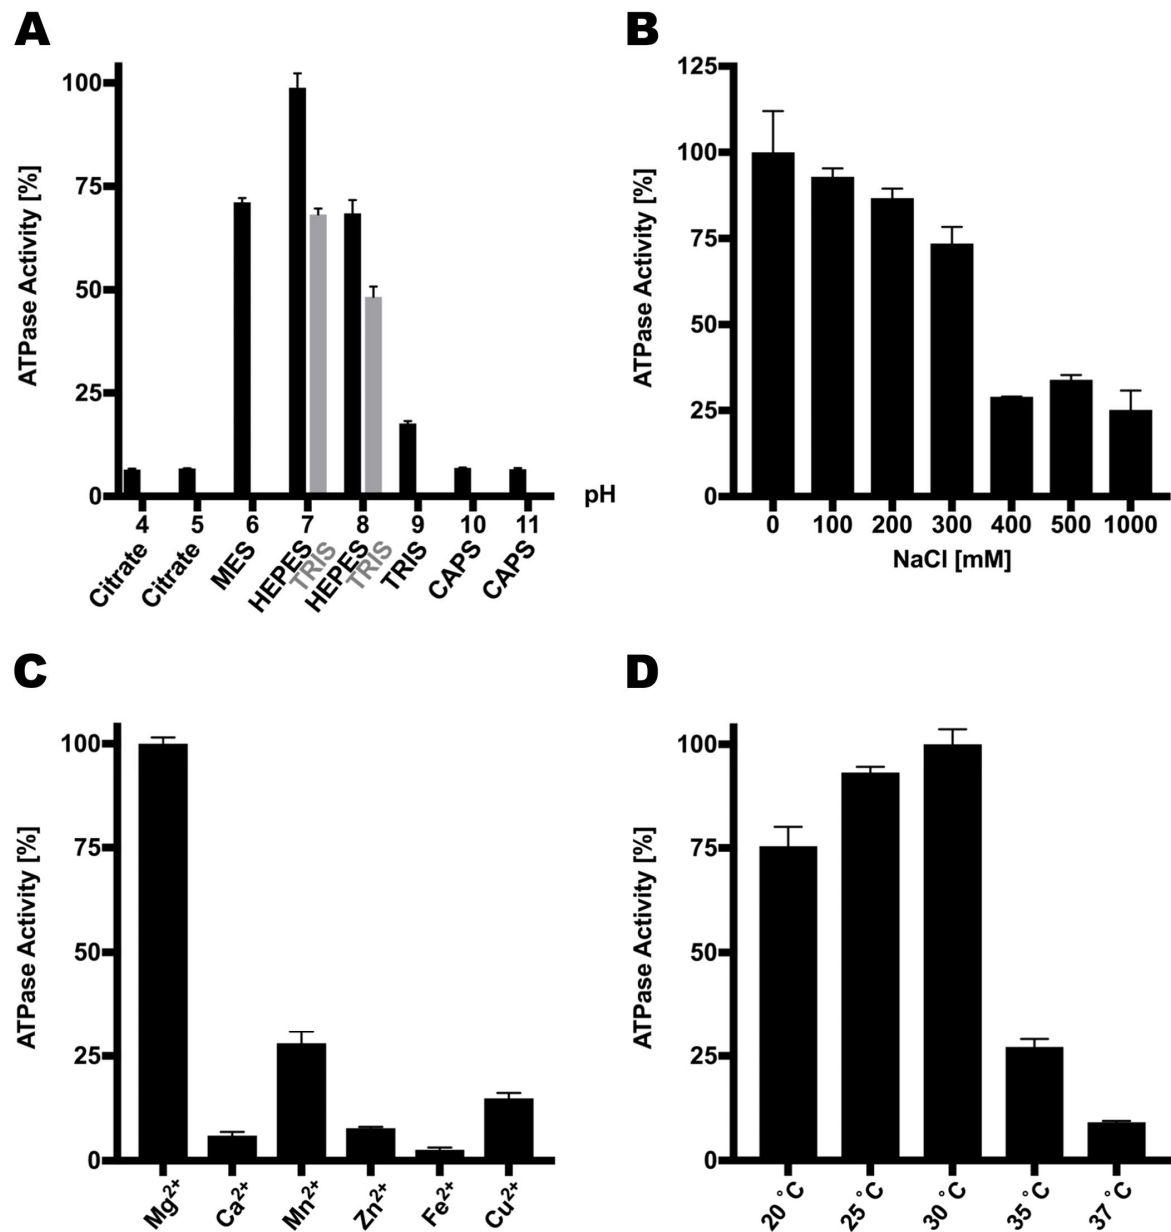 A
ATPase Activity [%]
100
75
50
25
0
4 5 6 7 8 9 10 11 pH
Citrate Citrate MES HEPES TRIS HEPES TRIS TRIS CAPS CAPS
B
ATPase Activity [%]
125
100
75
50
25
0
0 100 200 300 400 500 1000
NaCl [mM]
C
ATPase Activity [%]
100
75
50
25
0
Mg²⁺ Ca²⁺ Mn²⁺ Zn²⁺ Fe²⁺ Cu²⁺
D
ATPase Activity [%]
100
75
50
25
0
20°C 25°C 30°C 35°C 37°C